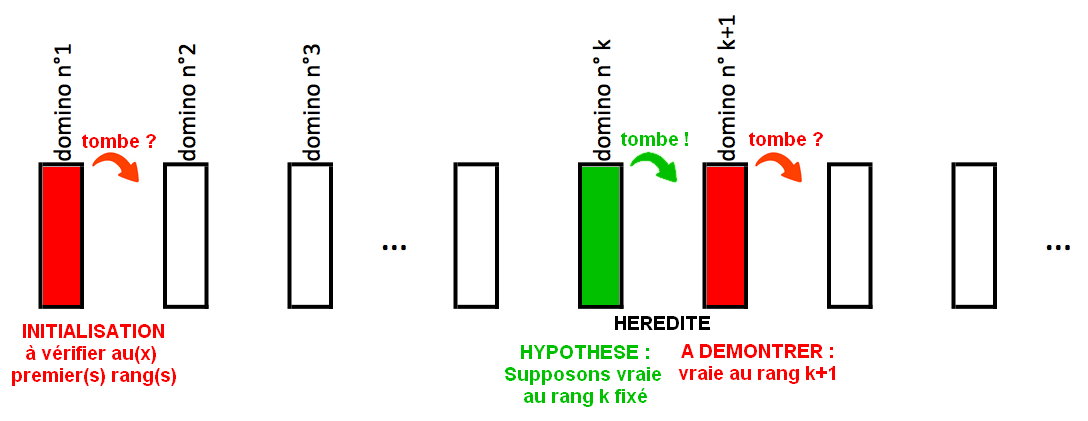 domino n°1
domino n°2
domino n°3
domino n° k
domino n° k+1
tombe ?
tombe !
tombe ?
...
...
INITIALISATION
à vérifier au(x)
premier(s) rang(s)
HEREDITE
HYPOTHESE :
Supposons vraie
au rang k fixé
A DEMONTRER :
vraie au rang k+1